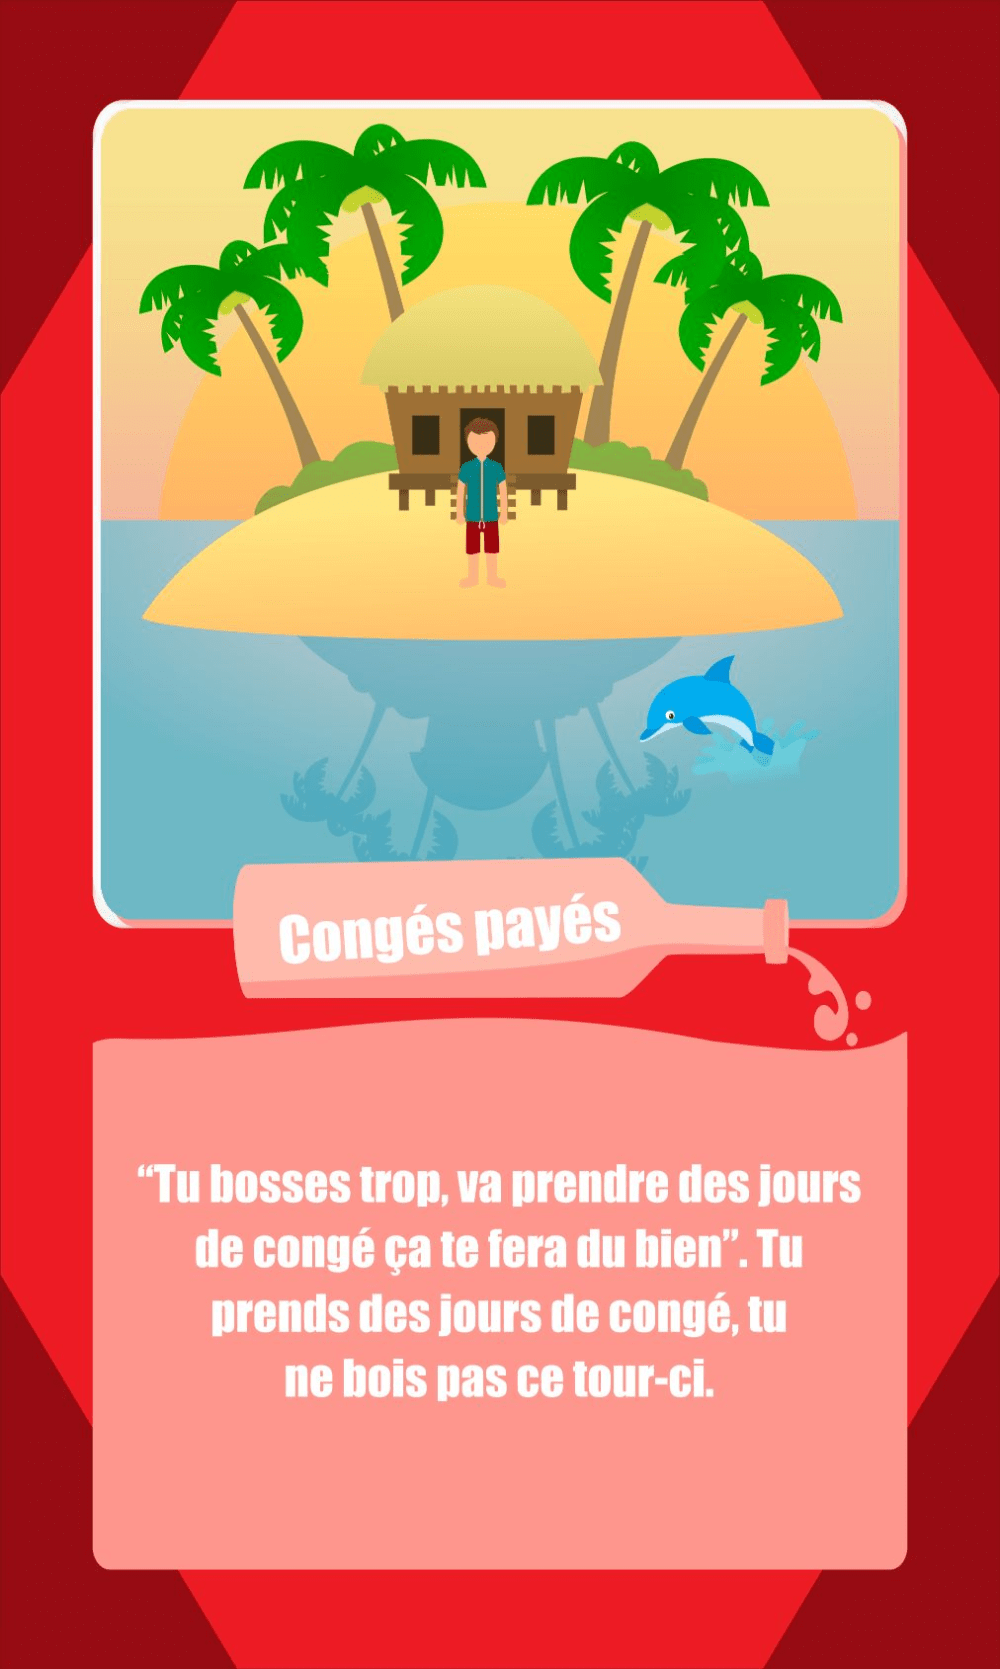 Congés payés
“Tu bosses trop, va prendre des jours
de congé ça te fera du bien”. Tu
prends des jours de congé, tu
ne bois pas ce tour-ci.